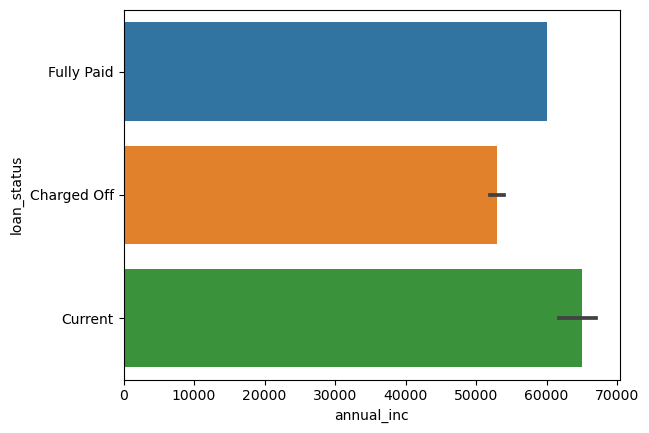 Fully Paid
Charged Off
Current
loan_status
0 10000 20000 30000 40000 50000 60000 70000
annual_inc